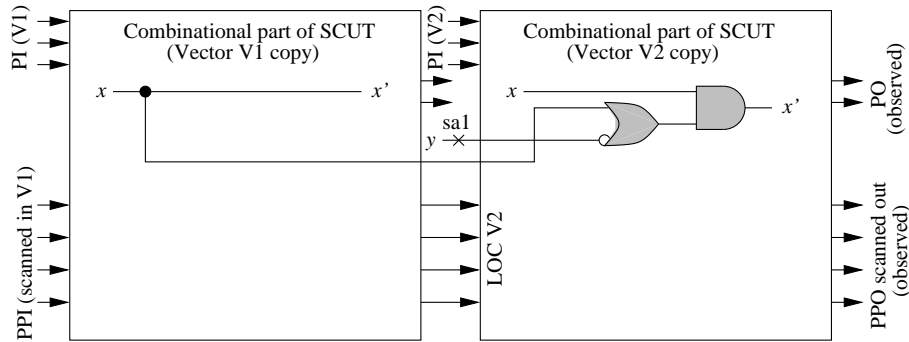 PI (V1)
Combinational part of SCUT
(Vector V1 copy)
x
x'
PPI (scanned in V1)
PI (V2)
sa1
y
LOC V2
Combinational part of SCUT
(Vector V2 copy)
x
x'
PO
(observed)
PPO scanned out
(observed)